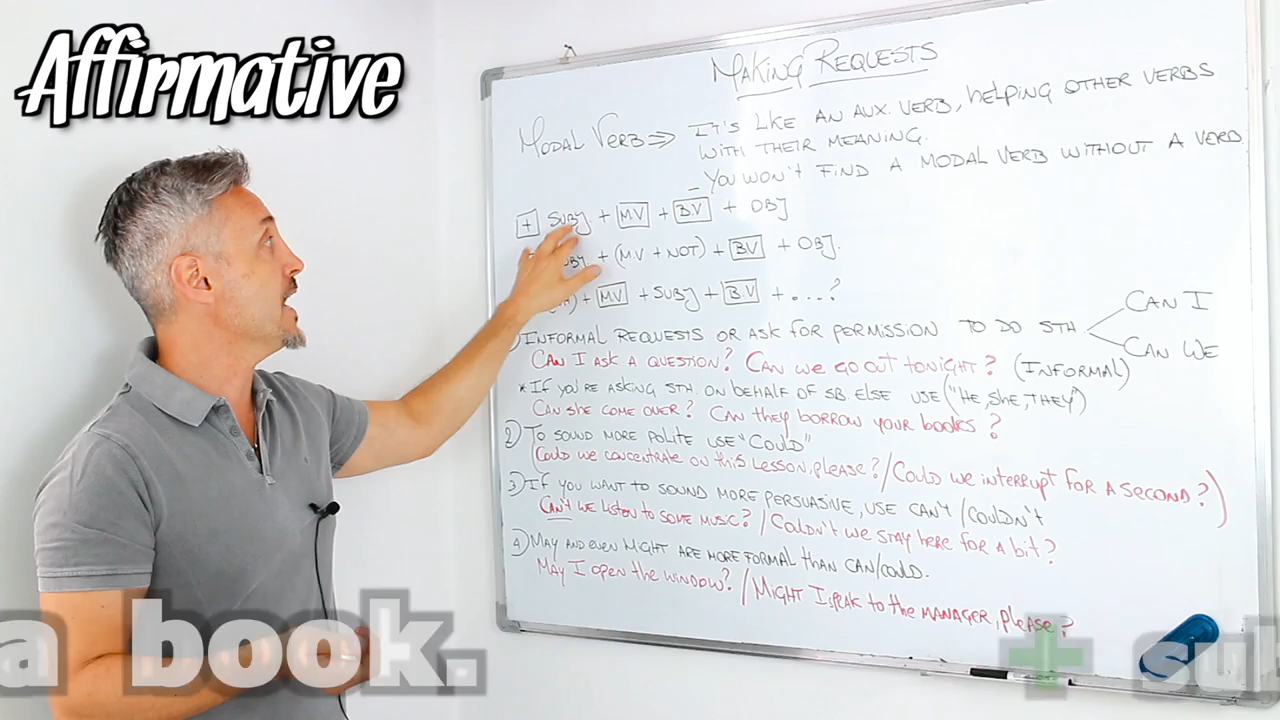 Affirmative
MAKING REQUESTS
MODAL VERB ⇒ IT'S LIKE AN AUX. VERB, HELPING OTHER VERBS
WITH THEIR MEANING.
- YOU WON'T FIND A MODAL VERB WITHOUT A VERB.
+ SUBJ + M.V + B.V + OBJ
+ (M.V + NOT) + B.V + OBJ.
+ M.V + SUBJ + B.V + ....?
INFORMAL REQUESTS OR ASK FOR PERMISSION TO DO STH
CAN I
CAN WE
CAN I ASK A QUESTION? CAN WE GO OUT TONIGHT? (INFORMAL)
* IF YOU'RE ASKING STH. ON BEHALF OF SB ELSE USE ("HE, SHE, THEY")
CAN SHE COME OVER? CAN THEY BORROW YOUR BOOKS?
2) TO SOUND MORE POLITE USE "COULD"
(COULD WE CONCENTRATE ON THIS LESSON, PLEASE? / COULD WE INTERRUPT FOR A SECOND?)
3) IF YOU WANT TO SOUND MORE PERSUASIVE, USE CAN'T / COULDN'T
CAN'T WE LISTEN TO SOME MUSIC? / COULDN'T WE STAY HERE FOR A BIT?
4) MAY AND EVEN MIGHT ARE MORE FORMAL THAN CAN/COULD.
MAY I OPEN THE WINDOW? / MIGHT I SPEAK TO THE MANAGER, PLEASE?
a book.
+ sub